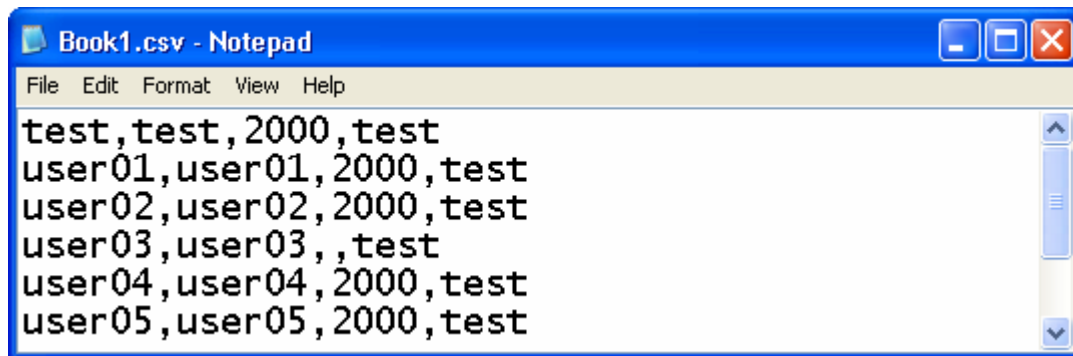 Book1.csv - Notepad
File Edit Format View Help
test,test,2000,test
user01,user01,2000,test
user02,user02,2000,test
user03,user03,,test
user04,user04,2000,test
user05,user05,2000,test